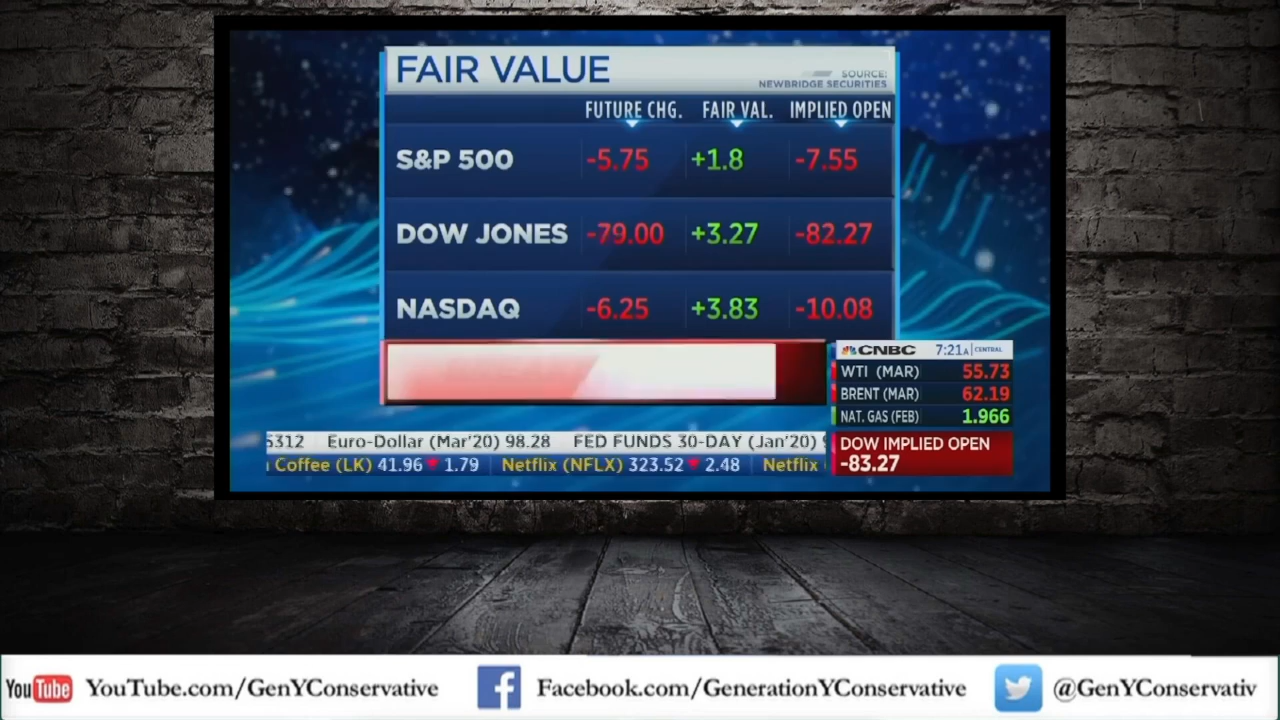 FAIR VALUE
SOURCE:
NEWBRIDGE SECURITIES
FUTURE CHG. FAIR VAL. IMPLIED OPEN
S&P 500 -5.75 +1.8 -7.55
DOW JONES -79.00 +3.27 -82.27
NASDAQ -6.25 +3.83 -10.08
CNBC 7:21A CENTRAL
WTI (MAR) 55.73
BRENT (MAR) 62.19
NAT. GAS (FEB) 1.966
DOW IMPLIED OPEN
-83.27
5312 Euro-Dollar (Mar'20) 98.28 FED FUNDS 30-DAY (Jan'20)
Coffee (LK) 41.96 ▼ 1.79 Netflix (NFLX) 323.52 ▼ 2.48 Netflix
YouTube YouTube.com/GenYConservative f Facebook.com/GenerationYConservative @GenYConservativ